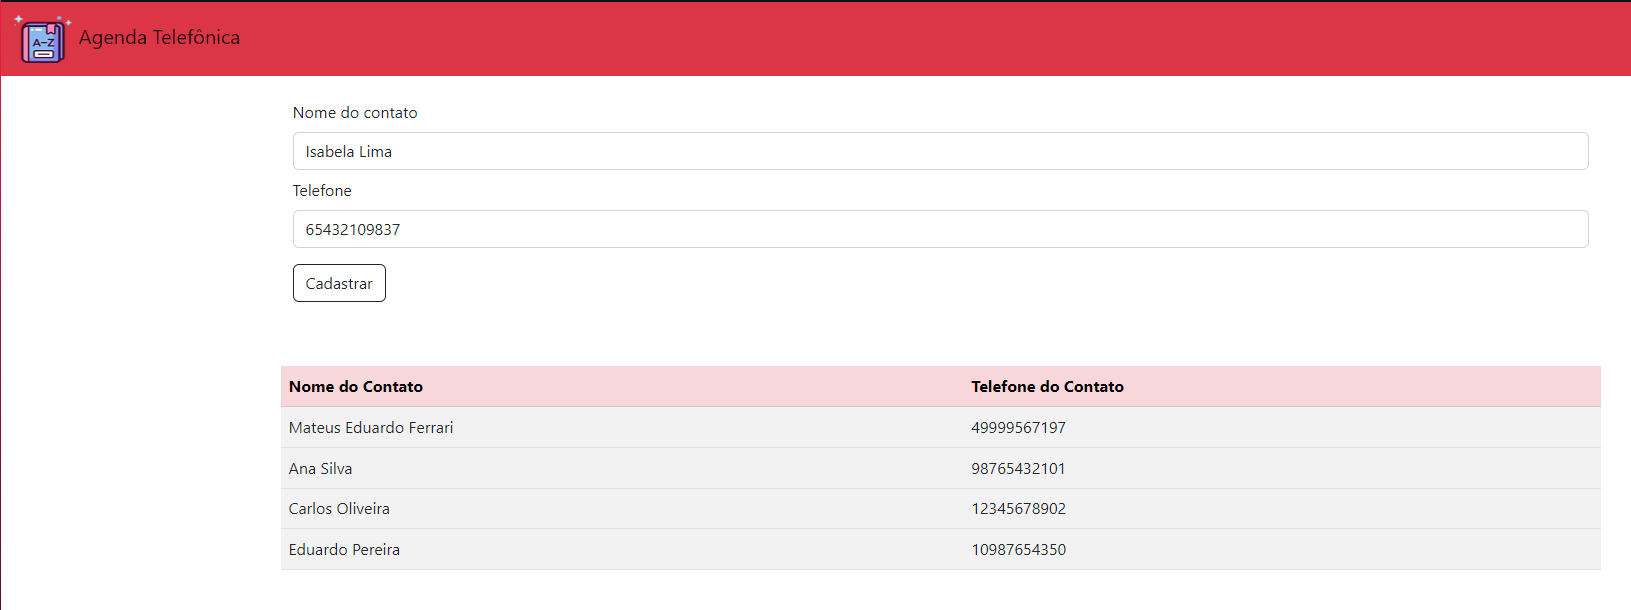 A-Z
Agenda Telefônica
Nome do contato
Isabela Lima
Telefone
65432109837
Cadastrar
Nome do Contato Telefone do Contato
Mateus Eduardo Ferrari 49999567197
Ana Silva 98765432101
Carlos Oliveira 12345678902
Eduardo Pereira 10987654350